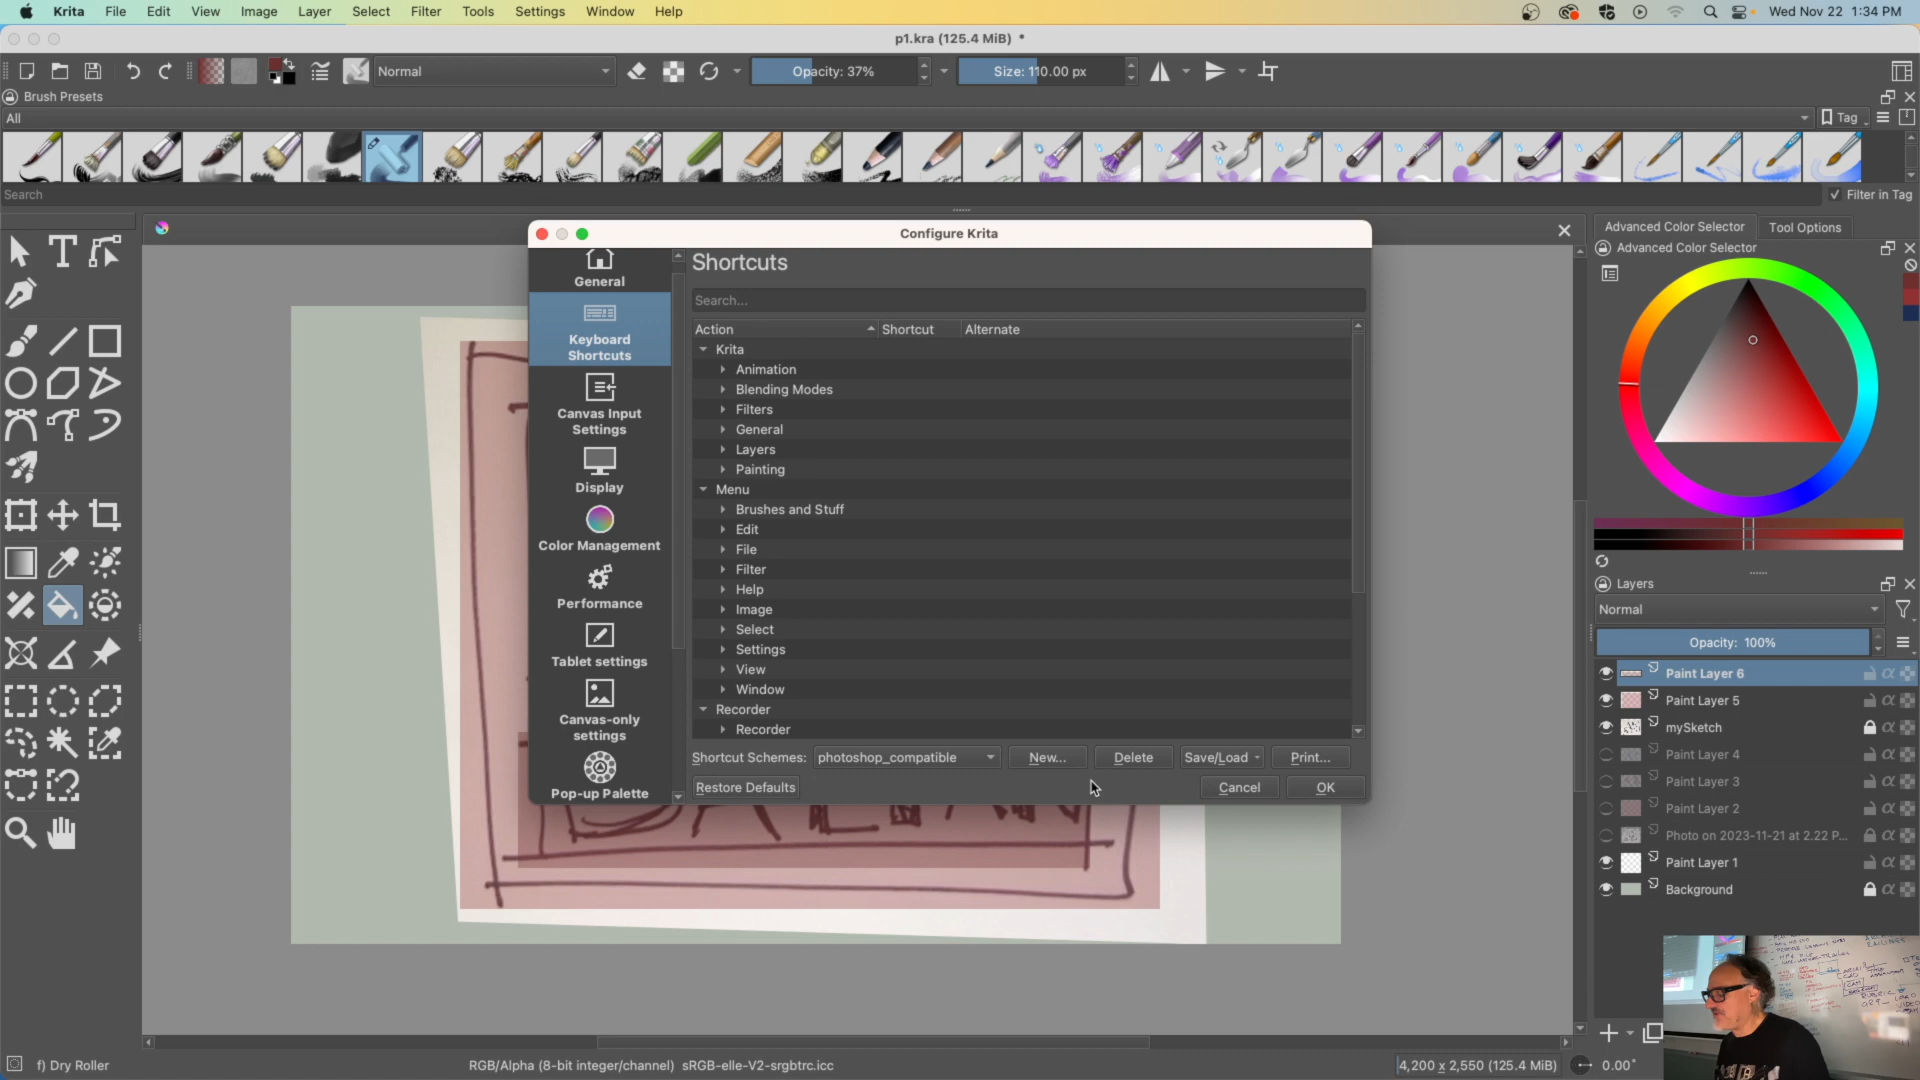 Krita File Edit View Image Layer Select Filter Tools Settings Window Help Wed Nov 22 1:34 PM
p1.kra (125.4 MiB) *
Normal Opacity: 37% Size: 110.00 px
Brush Presets
All Tag
Search Filter in Tag
Configure Krita
General
Keyboard
Shortcuts
Canvas Input
Settings
Display
Color Management
Performance
Tablet settings
Canvas-only
settings
Pop-up Palette
Shortcuts
Search...
Action Shortcut Alternate
Krita
Animation
Blending Modes
Filters
General
Layers
Painting
Menu
Brushes and Stuff
Edit
File
Filter
Help
Image
Select
Settings
View
Window
Recorder
Recorder
Shortcut Schemes: photoshop_compatible New... Delete Save/Load Print...
Restore Defaults Cancel OK
Advanced Color Selector Tool Options
Advanced Color Selector
Layers
Normal
Opacity: 100%
Paint Layer 6
Paint Layer 5
mySketch
Paint Layer 4
Paint Layer 3
Paint Layer 2
Photo on 2023-11-21 at 2.22 P...
Paint Layer 1
Background
f) Dry Roller RGB/Alpha (8-bit integer/channel) sRGB-elle-V2-srgbtrc.icc 4,200 x 2,550 (125.4 MiB) 0.00°